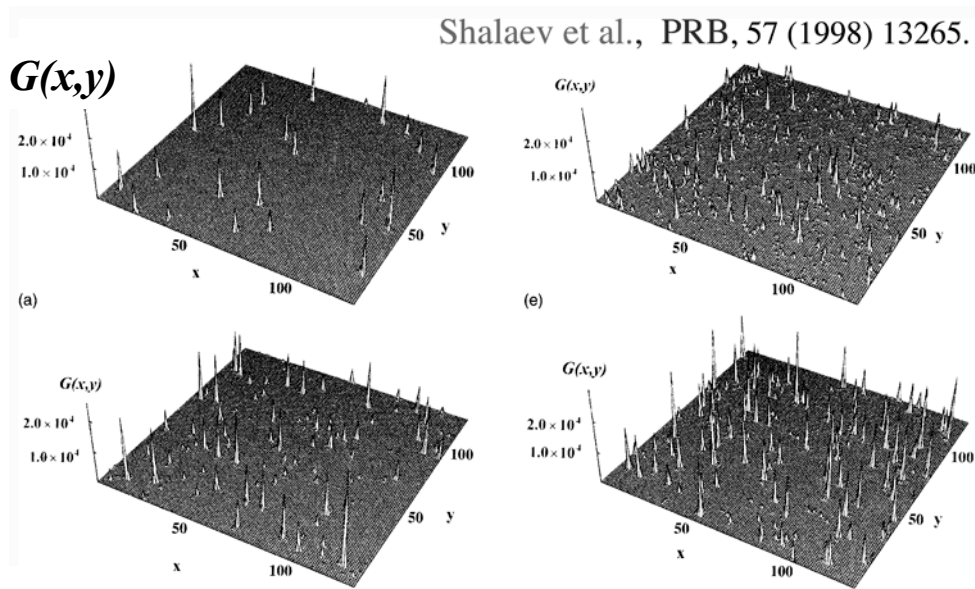 Shalaev et al., PRB, 57 (1998) 13265.
G(x,y)
2.0 × 10⁴
1.0 × 10⁴
50
100
x
50
100
y
(a)
G(x,y)
2.0 × 10⁴
1.0 × 10⁴
50
100
x
50
100
y
(e)
G(x,y)
2.0 × 10⁴
1.0 × 10⁴
50
100
x
50
100
y
G(x,y)
2.0 × 10⁴
1.0 × 10⁴
50
100
x
50
100
y